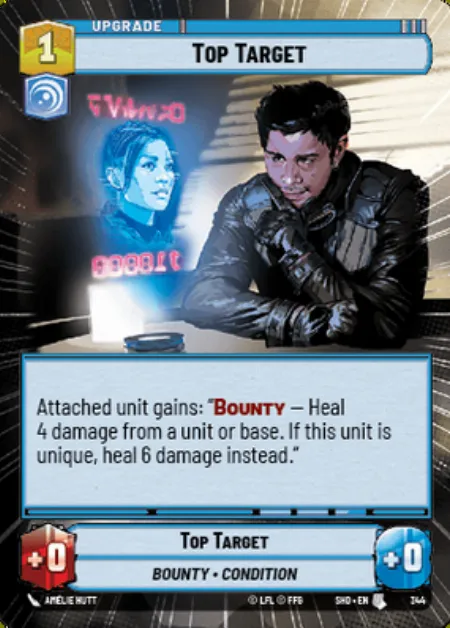 UPGRADE
1
TOP TARGET
Attached unit gains: “BOUNTY – Heal
4 damage from a unit or base. If this unit is
unique, heal 6 damage instead.”
+0
TOP TARGET
+0
BOUNTY • CONDITION
AMÉLIE HUTT
© LFL © FFG
SHD • EN
344